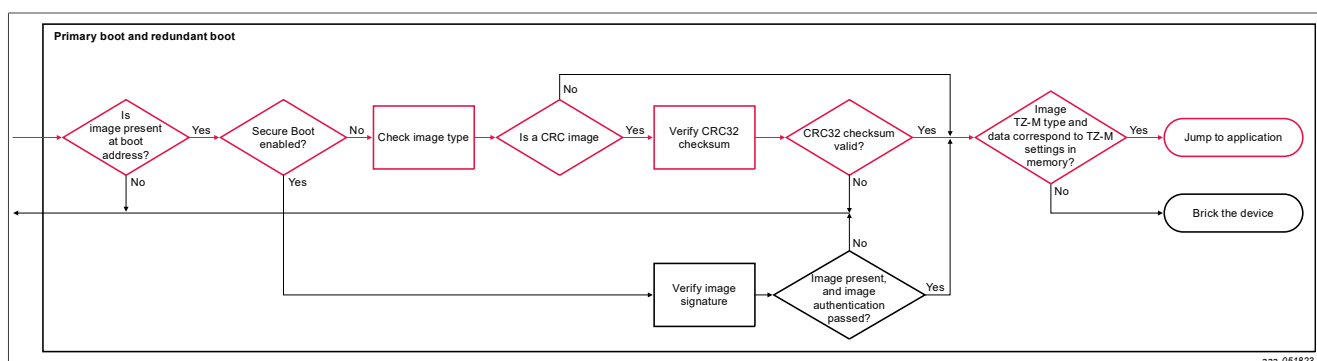 Primary boot and redundant boot
No
Is
image present
at boot
address?
Yes
Secure Boot
enabled?
No
Check image type
Is a CRC image
Yes
Verify CRC32
checksum
CRC32 checksum
valid?
Yes
Image
TZ-M type and
data correspond to TZ-M
settings in
memory?
Yes
Jump to application
No
Yes
No
No
Brick the device
No
Verify image
signature
Image present,
and image
authentication
passed?
Yes
aaa-051823